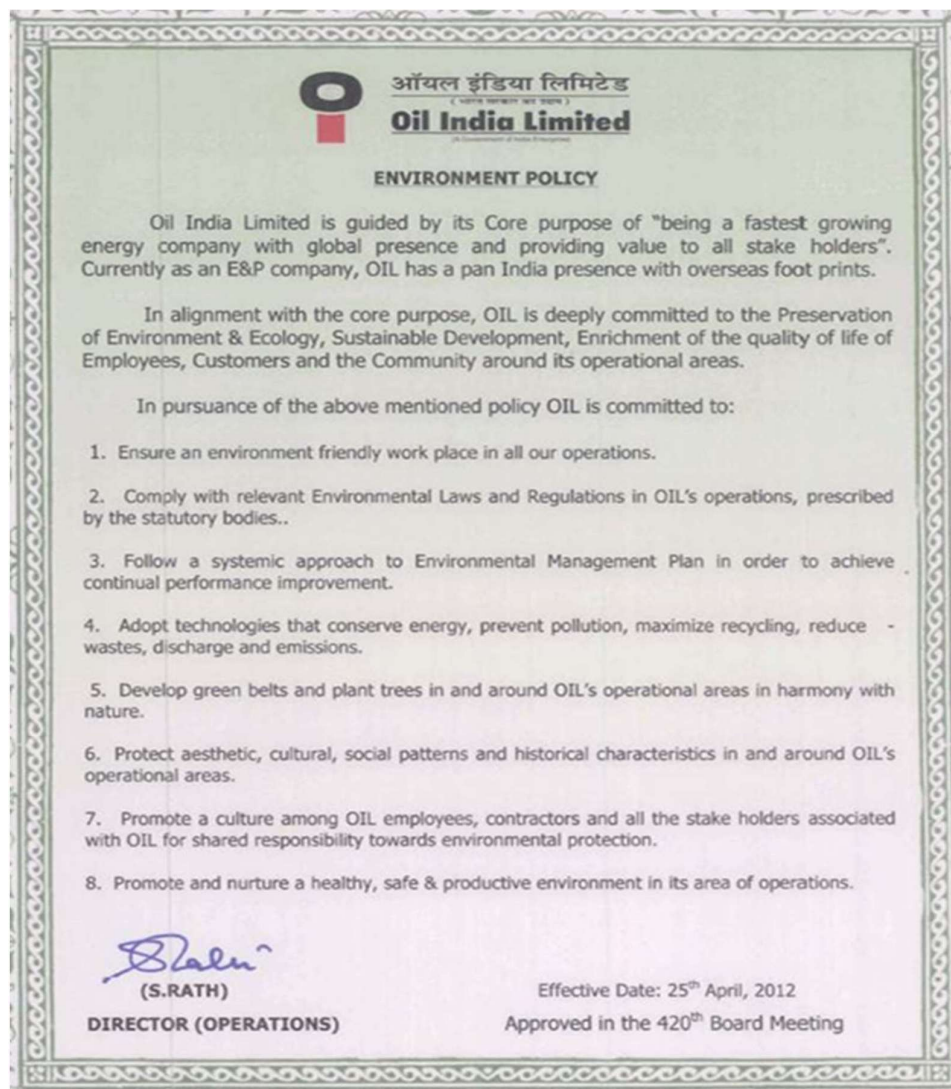 ऑयल इंडिया लिमिटेड
( भारत सरकार का उद्यम )
Oil India Limited
(A Government of India Enterprise)
ENVIRONMENT POLICY
Oil India Limited is guided by its Core purpose of "being a fastest growing
energy company with global presence and providing value to all stake holders".
Currently as an E&P company, OIL has a pan India presence with overseas foot prints.
In alignment with the core purpose, OIL is deeply committed to the Preservation
of Environment & Ecology, Sustainable Development, Enrichment of the quality of life of
Employees, Customers and the Community around its operational areas.
In pursuance of the above mentioned policy OIL is committed to:
1. Ensure an environment friendly work place in all our operations.
2. Comply with relevant Environmental Laws and Regulations in OIL's operations, prescribed
by the statutory bodies..
3. Follow a systemic approach to Environmental Management Plan in order to achieve
continual performance improvement.
4. Adopt technologies that conserve energy, prevent pollution, maximize recycling, reduce -
wastes, discharge and emissions.
5. Develop green belts and plant trees in and around OIL's operational areas in harmony with
nature.
6. Protect aesthetic, cultural, social patterns and historical characteristics in and around OIL's
operational areas.
7. Promote a culture among OIL employees, contractors and all the stake holders associated
with OIL for shared responsibility towards environmental protection.
8. Promote and nurture a healthy, safe & productive environment in its area of operations.
(S.RATH)
DIRECTOR (OPERATIONS)
Effective Date: 25th April, 2012
Approved in the 420th Board Meeting